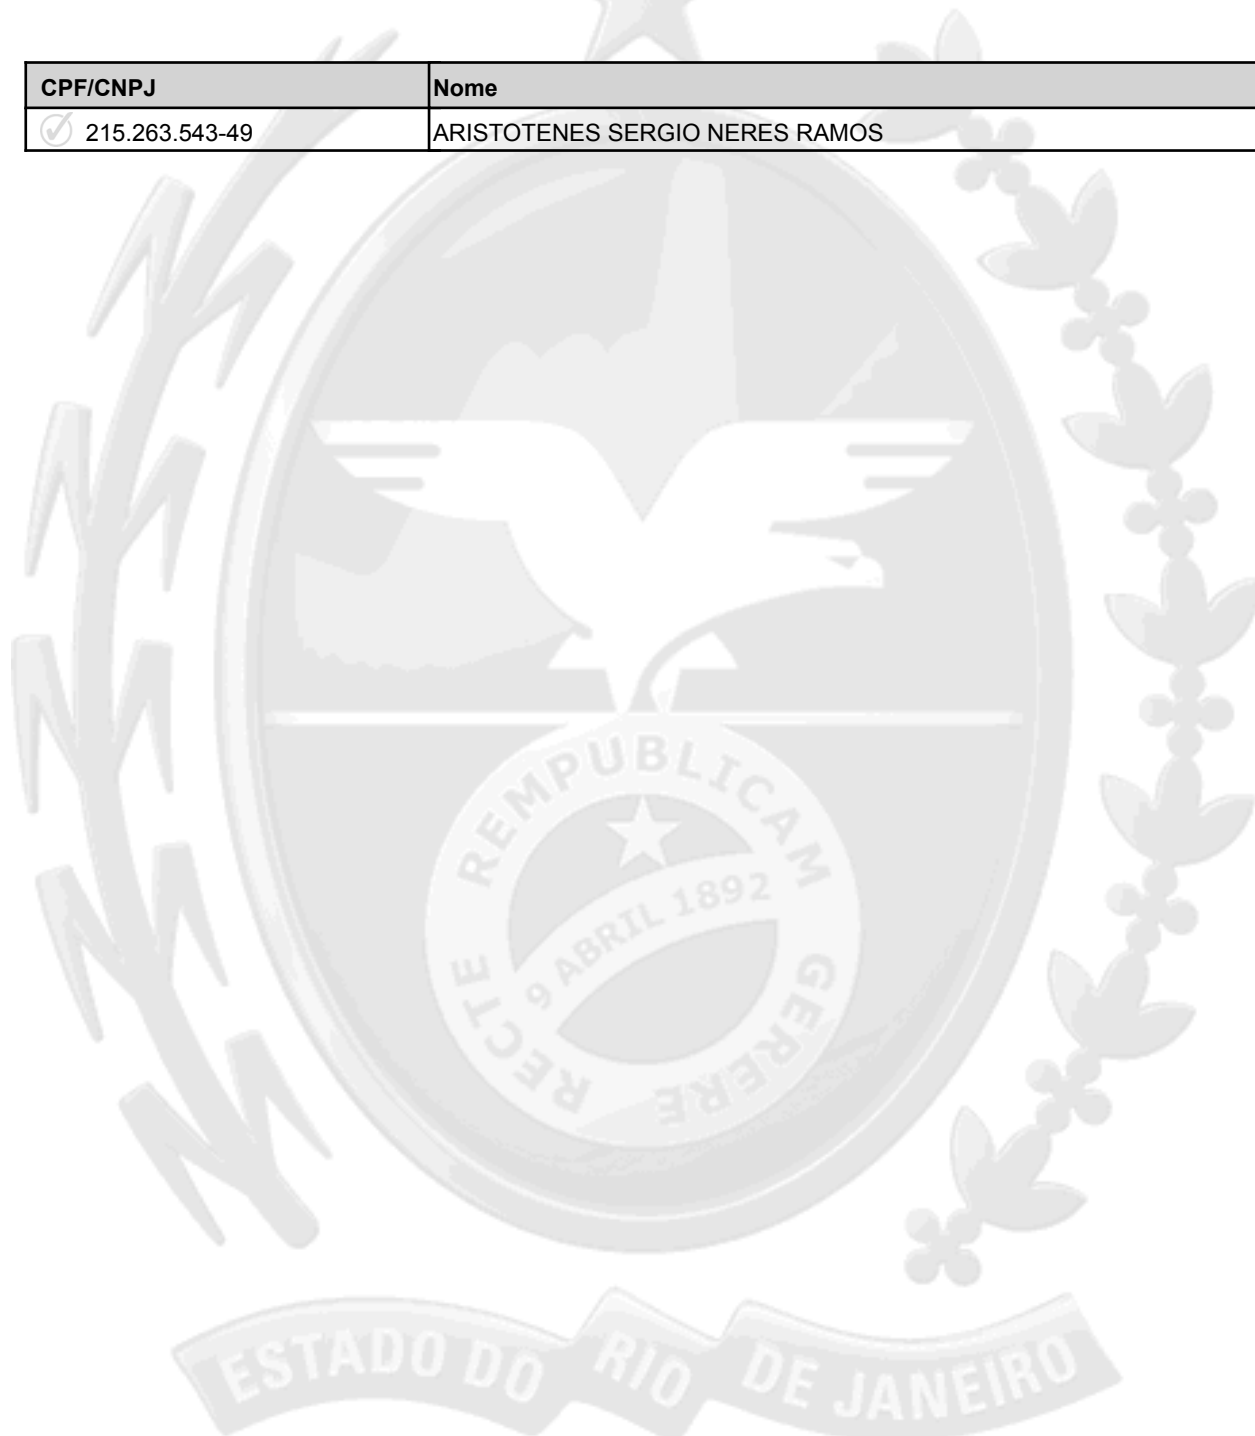 CPF/CNPJ Nome
215.263.543-49 ARISTOTENES SERGIO NERES RAMOS
REMPUBLICAM
9 ABRIL 1892
RECTE GERERE
ESTADO DO RIO DE JANEIRO